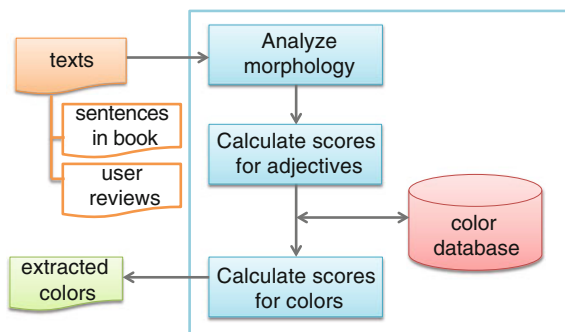 texts
sentences
in book
user
reviews
Analyze
morphology
Calculate scores
for adjectives
color
database
Calculate scores
for colors
extracted
colors